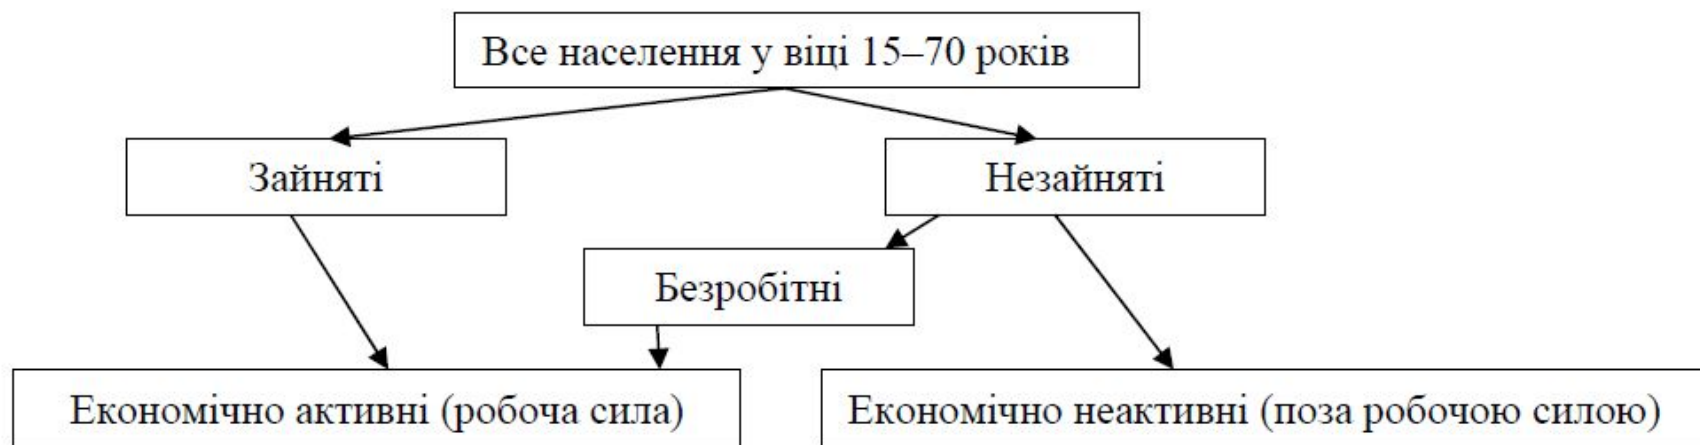 Все населення у віці 15–70 років
Зайняті
Незайняті
Безробітні
Економічно активні (робоча сила)
Економічно неактивні (поза робочою силою)